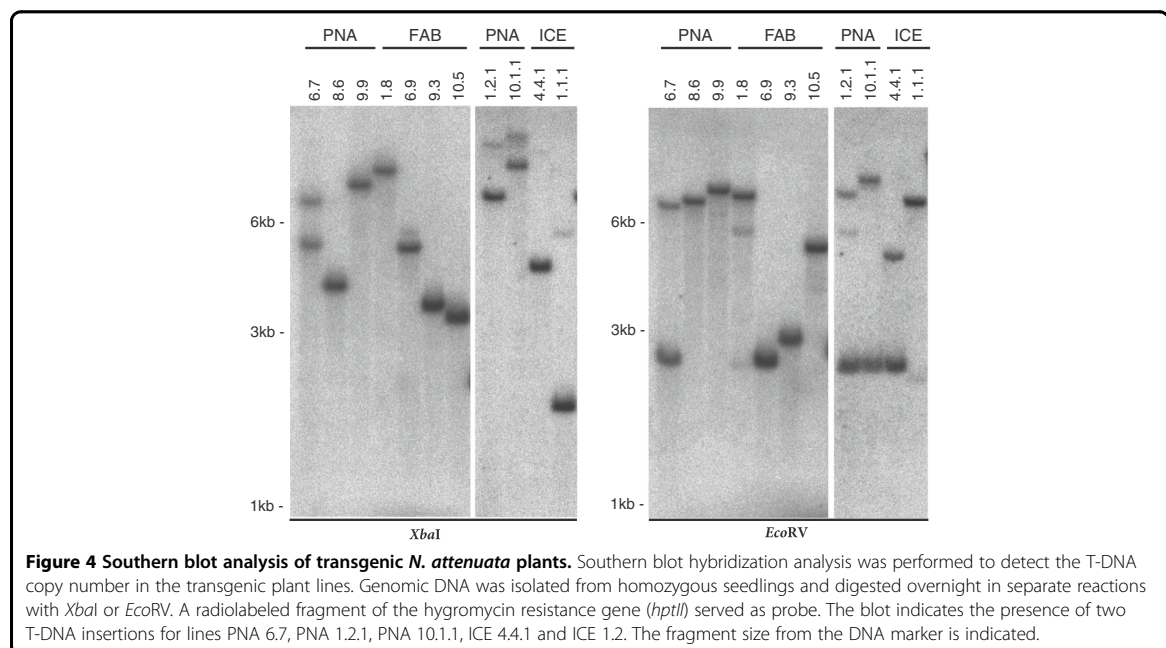 PNA FAB PNA ICE PNA FAB PNA ICE
6.7 8.6 9.9 1.8 6.9 9.3 10.5 1.2.1 10.1.1 4.4.1 1.1.1 6.7 8.6 9.9 1.8 6.9 9.3 10.5 1.2.1 10.1.1 4.4.1 1.1.1
6kb - 6kb -
3kb - 3kb -
1kb - 1kb -
XbaI EcoRV
Figure 4 Southern blot analysis of transgenic N. attenuata plants. Southern blot hybridization analysis was performed to detect the T-DNA
copy number in the transgenic plant lines. Genomic DNA was isolated from homozygous seedlings and digested overnight in separate reactions
with XbaI or EcoRV. A radiolabeled fragment of the hygromycin resistance gene (hptII) served as probe. The blot indicates the presence of two
T-DNA insertions for lines PNA 6.7, PNA 1.2.1, PNA 10.1.1, ICE 4.4.1 and ICE 1.2. The fragment size from the DNA marker is indicated.